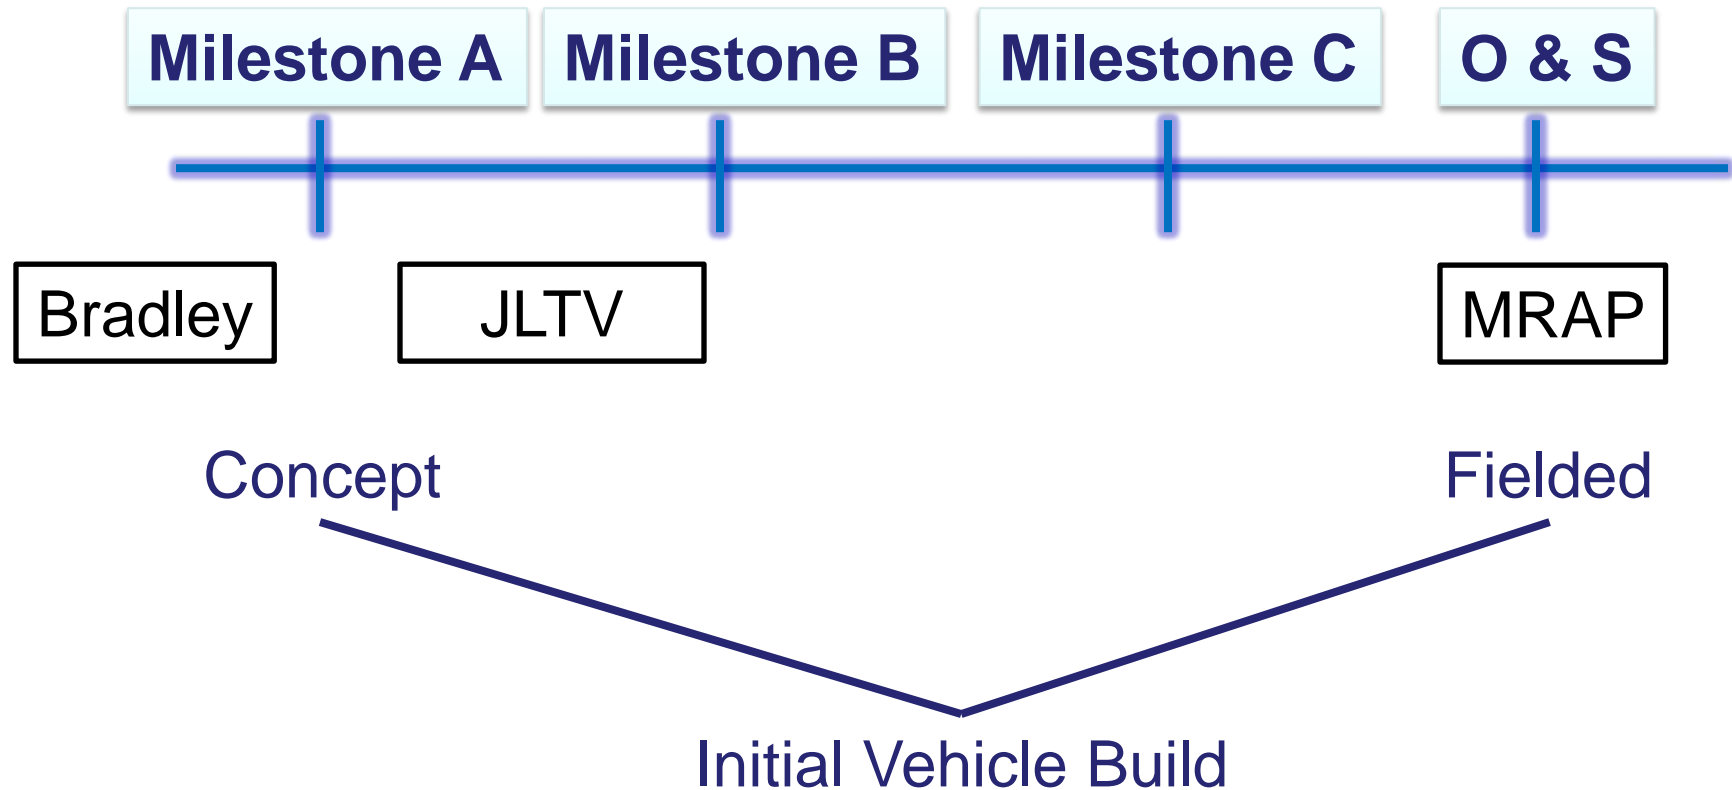 Milestone A
Milestone B
Milestone C
O & S
Bradley
JLTV
MRAP
Concept
Fielded
Initial Vehicle Build